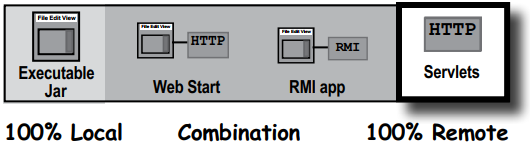 File Edit View
Executable
Jar
File Edit View
HTTP
Web Start
File Edit View
RMI
RMI app
HTTP
Servlets
100% Local
Combination
100% Remote